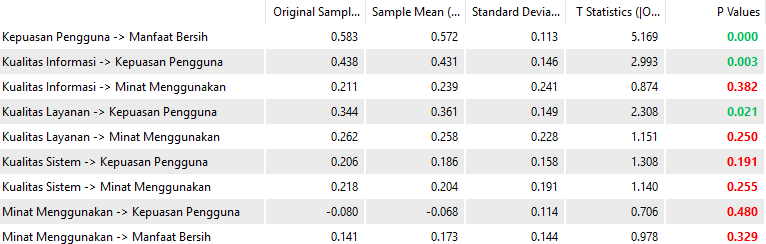 Original Sampl... Sample Mean (... Standard Devia... T Statistics (|O... P Values
Kepuasan Pengguna -> Manfaat Bersih 0.583 0.572 0.113 5.169 0.000
Kualitas Informasi -> Kepuasan Pengguna 0.438 0.431 0.146 2.993 0.003
Kualitas Informasi -> Minat Menggunakan 0.211 0.239 0.241 0.874 0.382
Kualitas Layanan -> Kepuasan Pengguna 0.344 0.361 0.149 2.308 0.021
Kualitas Layanan -> Minat Menggunakan 0.262 0.258 0.228 1.151 0.250
Kualitas Sistem -> Kepuasan Pengguna 0.206 0.186 0.158 1.308 0.191
Kualitas Sistem -> Minat Menggunakan 0.218 0.204 0.191 1.140 0.255
Minat Menggunakan -> Kepuasan Pengguna -0.080 -0.068 0.114 0.706 0.480
Minat Menggunakan -> Manfaat Bersih 0.141 0.173 0.144 0.978 0.329